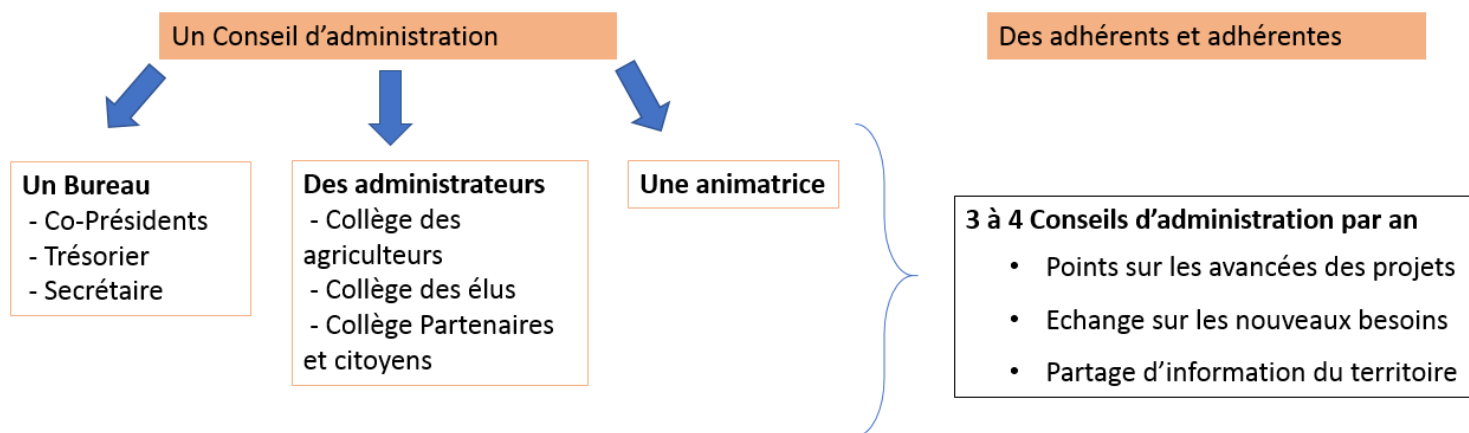 Un Conseil d’administration
Des adhérents et adhérentes
Un Bureau
- Co-Présidents
- Trésorier
- Secrétaire
Des administrateurs
- Collège des
agriculteurs
- Collège des élus
- Collège Partenaires
et citoyens
Une animatrice
3 à 4 Conseils d’administration par an
• Points sur les avancées des projets
• Echange sur les nouveaux besoins
• Partage d’information du territoire